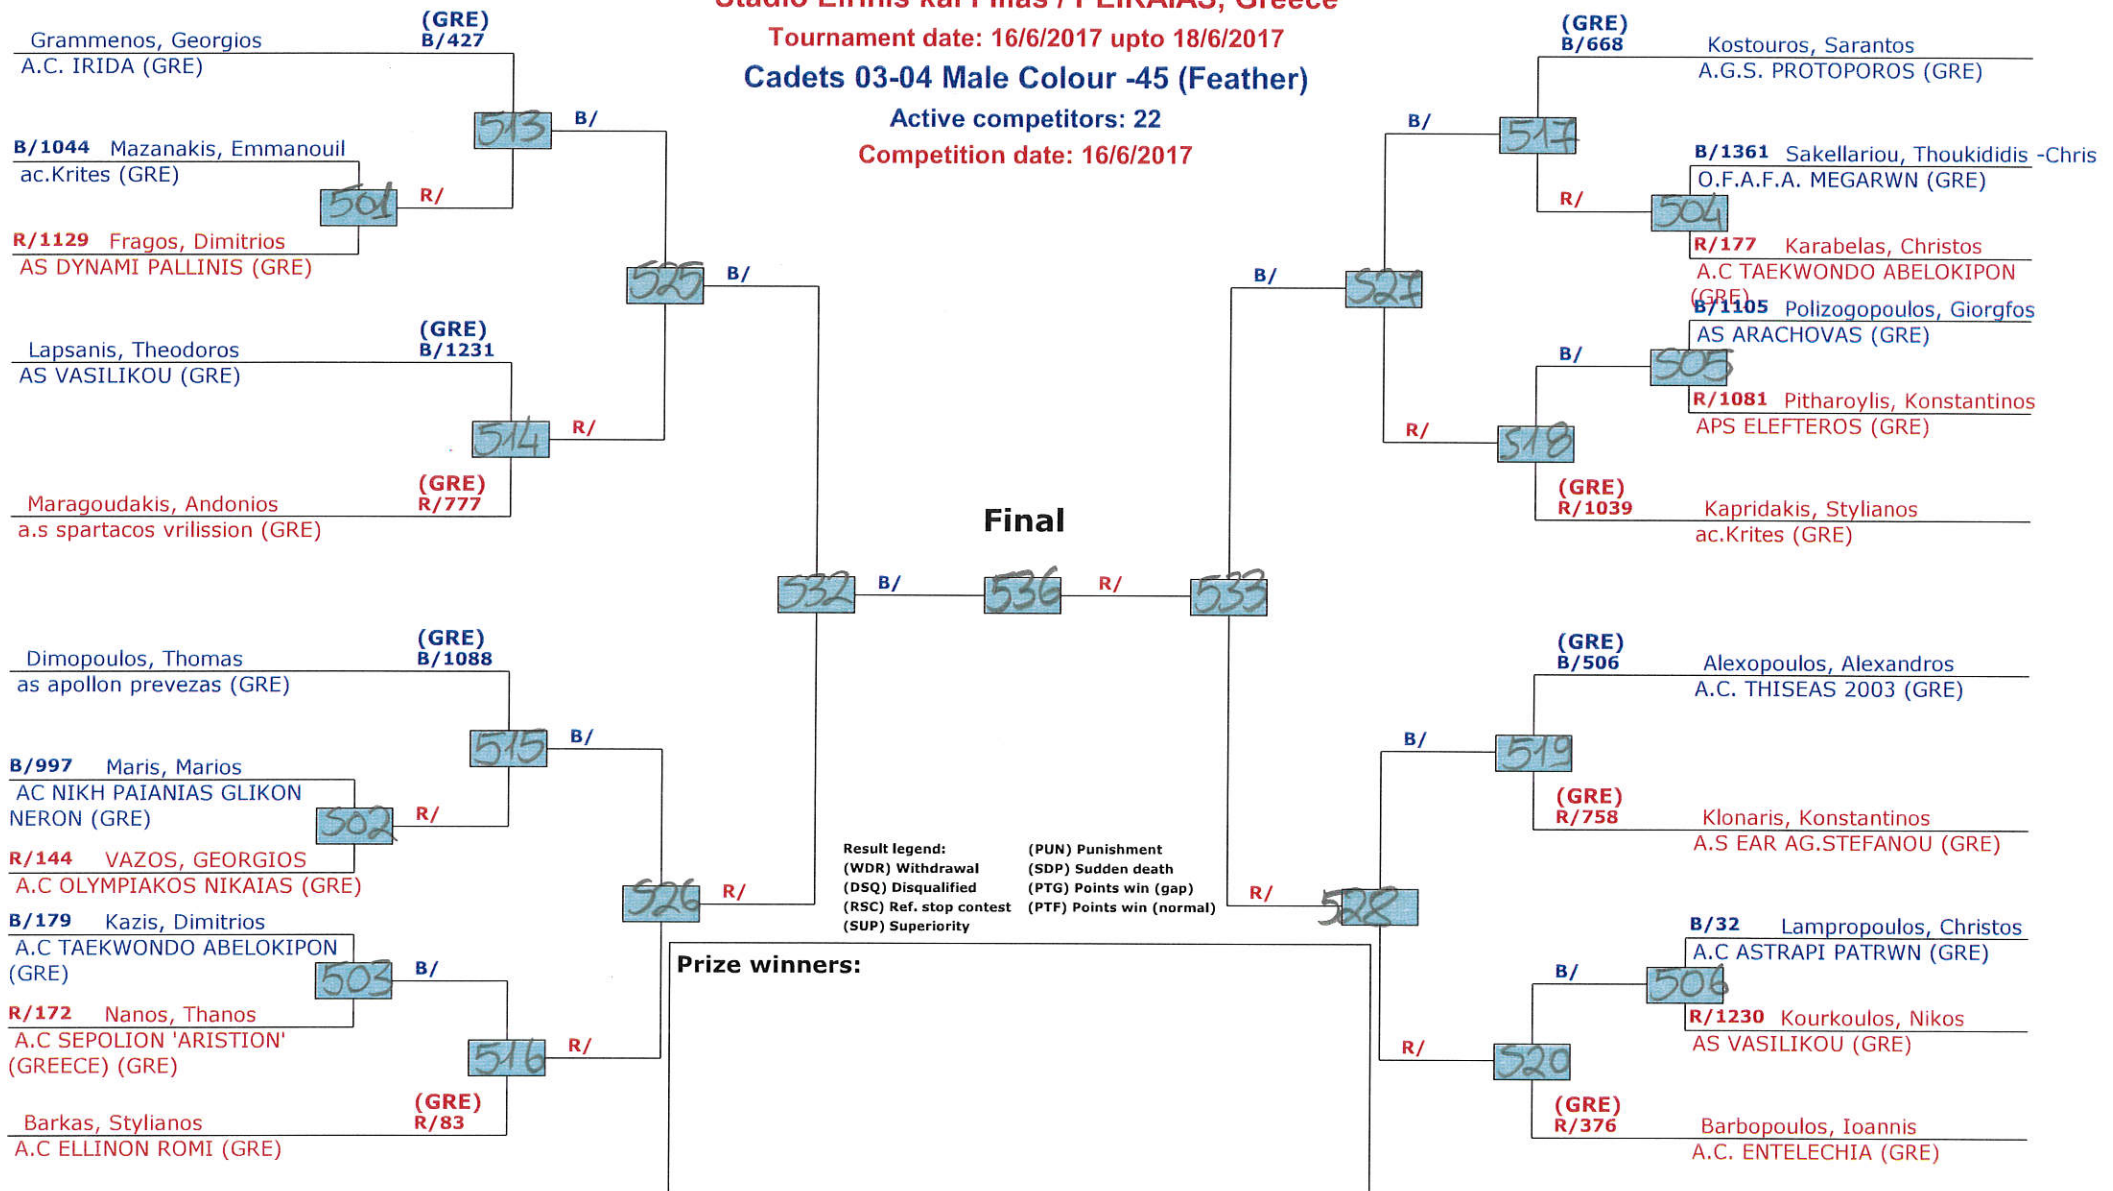 Stadio Eirinis kai Filias / PEIRAIAS, Greece
Tournament date: 16/6/2017 upto 18/6/2017
Cadets 03-04 Male Colour -45 (Feather)
Active competitors: 22
Competition date: 16/6/2017
(GRE)
Grammenos, Georgios B/427
A.C. IRIDA (GRE)
513 B/
B/1044 Mazanakis, Emmanouil
ac.Krites (GRE)
501 R/
R/1129 Fragos, Dimitrios
AS DYNAMI PALLINIS (GRE)
525 B/
(GRE)
Lapsanis, Theodoros B/1231
AS VASILIKOU (GRE)
514 R/
(GRE)
Maragoudakis, Andonios R/777
a.s spartacos vrilission (GRE)
532 B/
(GRE)
Dimopoulos, Thomas B/1088
as apollon prevezas (GRE)
515 B/
B/997 Maris, Marios
AC NIKH PAIANIAS GLIKON
NERON (GRE)
502 R/
R/144 VAZOS, GEORGIOS
A.C OLYMPIAKOS NIKAIAS (GRE)
526 R/
B/179 Kazis, Dimitrios
A.C TAEKWONDO ABELOKIPON
(GRE)
503 B/
R/172 Nanos, Thanos
A.C SEPOLION 'ARISTION'
(GREECE) (GRE)
516 R/
(GRE)
Barkas, Stylianos R/83
A.C ELLINON ROMI (GRE)
Final
536
R/ 533
Result legend:
(WDR) Withdrawal
(DSQ) Disqualified
(RSC) Ref. stop contest
(SUP) Superiority
(PUN) Punishment
(SDP) Sudden death
(PTG) Points win (gap)
(PTF) Points win (normal)
Prize winners:
(GRE)
B/668 Kostouros, Sarantos
A.G.S. PROTOPOROS (GRE)
B/ 517
B/1361 Sakellariou, Thoukididis -Chris
O.F.A.F.A. MEGARWN (GRE)
R/ 504
R/177 Karabelas, Christos
A.C TAEKWONDO ABELOKIPON
(GRE)
B/ 527
B/1105 Polizogopoulos, Giorgfos
AS ARACHOVAS (GRE)
B/ 505
R/1081 Pitharoylis, Konstantinos
APS ELEFTEROS (GRE)
R/ 518
(GRE)
R/1039 Kapridakis, Stylianos
ac.Krites (GRE)
(GRE)
B/506 Alexopoulos, Alexandros
A.C. THISEAS 2003 (GRE)
B/ 519
(GRE)
R/758 Klonaris, Konstantinos
A.S EAR AG.STEFANOU (GRE)
R/ 528
B/32 Lampropoulos, Christos
A.C ASTRAPI PATRWN (GRE)
B/ 506
R/1230 Kourkoulos, Nikos
AS VASILIKOU (GRE)
R/ 520
(GRE)
R/376 Barbopoulos, Ioannis
A.C. ENTELECHIA (GRE)